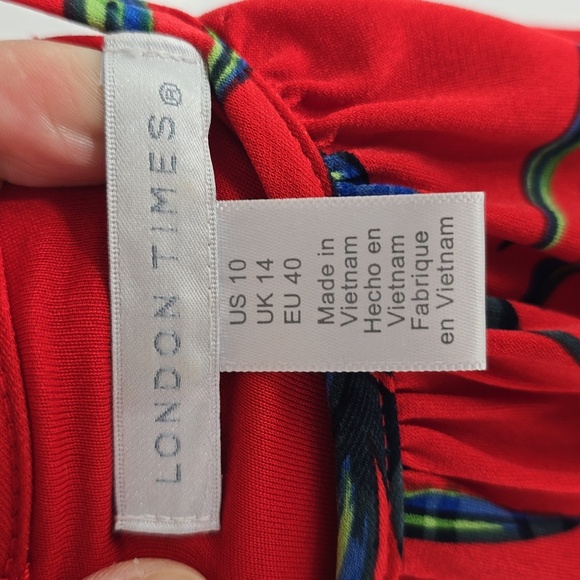 LONDON TIMES®
US 10
UK 14
EU 40
Made in
Vietnam
Hecho en
Vietnam
Fabrique
en Vietnam